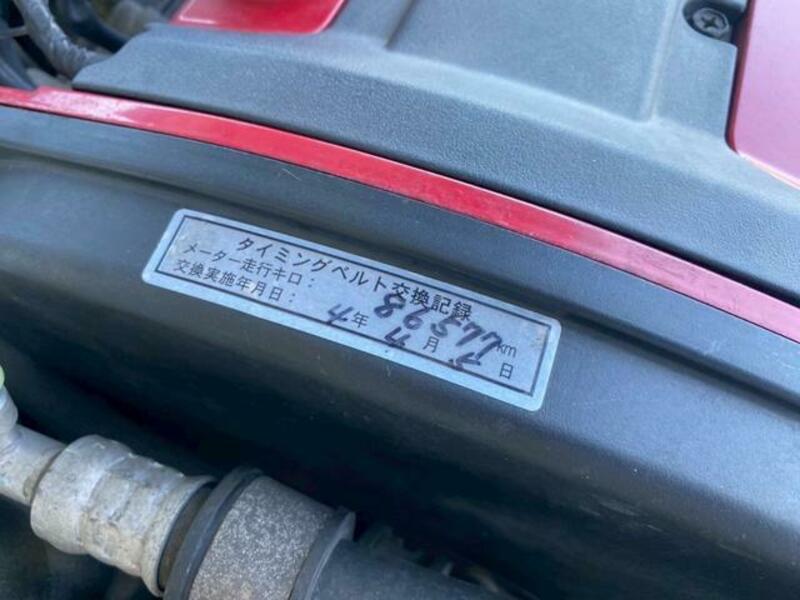 タイミングベルト交換記録
メーター走行キロ： 86577km
交換実施年月日： 4年4月 日